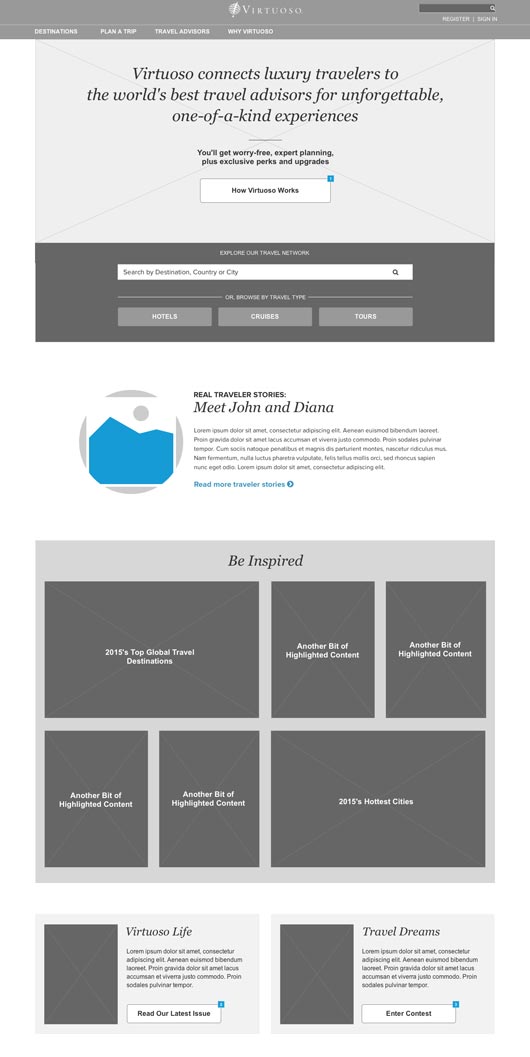 VIRTUOSO
REGISTER | SIGN IN
DESTINATIONS PLAN A TRIP TRAVEL ADVISORS WHY VIRTUOSO
Virtuoso connects luxury travelers to
the world's best travel advisors for unforgettable,
one-of-a-kind experiences
You'll get worry-free, expert planning,
plus exclusive perks and upgrades
1
How Virtuoso Works
EXPLORE OUR TRAVEL NETWORK
Search by Destination, Country or City
OR, BROWSE BY TRAVEL TYPE
HOTELS CRUISES TOURS
REAL TRAVELER STORIES:
Meet John and Diana
Lorem ipsum dolor sit amet, consectetur adipiscing elit. Aenean euismod bibendum laoreet.
Proin gravida dolor sit amet lacus accumsan et viverra justo commodo. Proin sodales pulvinar
tempor. Cum sociis natoque penatibus et magnis dis parturient montes, nascetur ridiculus mus.
Nam fermentum, nulla luctus pharetra vulputate, felis tellus mollis orci, sed rhoncus sapien
nunc eget odio. Lorem ipsum dolor sit amet, consectetur adipiscing elit.
Read more traveler stories
Be Inspired
2015's Top Global Travel
Destinations
Another Bit of
Highlighted Content
Another Bit of
Highlighted Content
Another Bit of
Highlighted Content
Another Bit of
Highlighted Content
2015's Hottest Cities
Virtuoso Life
Lorem ipsum dolor sit amet, consectetur
adipiscing elit. Aenean euismod bibendum
laoreet. Proin gravida dolor sit amet lacus
accumsan et viverra justo commodo. Proin
sodales pulvinar tempor.
Read Our Latest Issue
Travel Dreams
Lorem ipsum dolor sit amet, consectetur
adipiscing elit. Aenean euismod bibendum
laoreet. Proin gravida dolor sit amet lacus
accumsan et viverra justo commodo. Proin
sodales pulvinar tempor.
Enter Contest